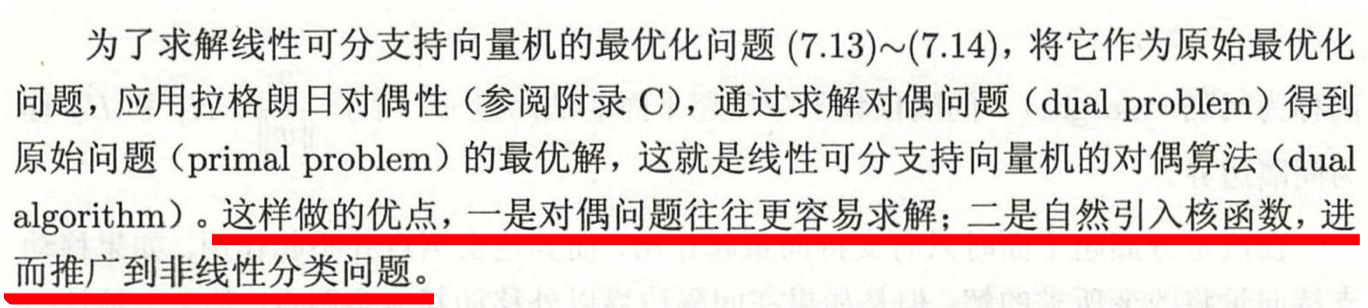 为了求解线性可分支持向量机的最优化问题 (7.13)~(7.14)，将它作为原始最优化
问题，应用拉格朗日对偶性（参阅附录 C），通过求解对偶问题（dual problem）得到
原始问题（primal problem）的最优解，这就是线性可分支持向量机的对偶算法（dual
algorithm）。这样做的优点，一是对偶问题往往更容易求解；二是自然引入核函数，进
而推广到非线性分类问题。